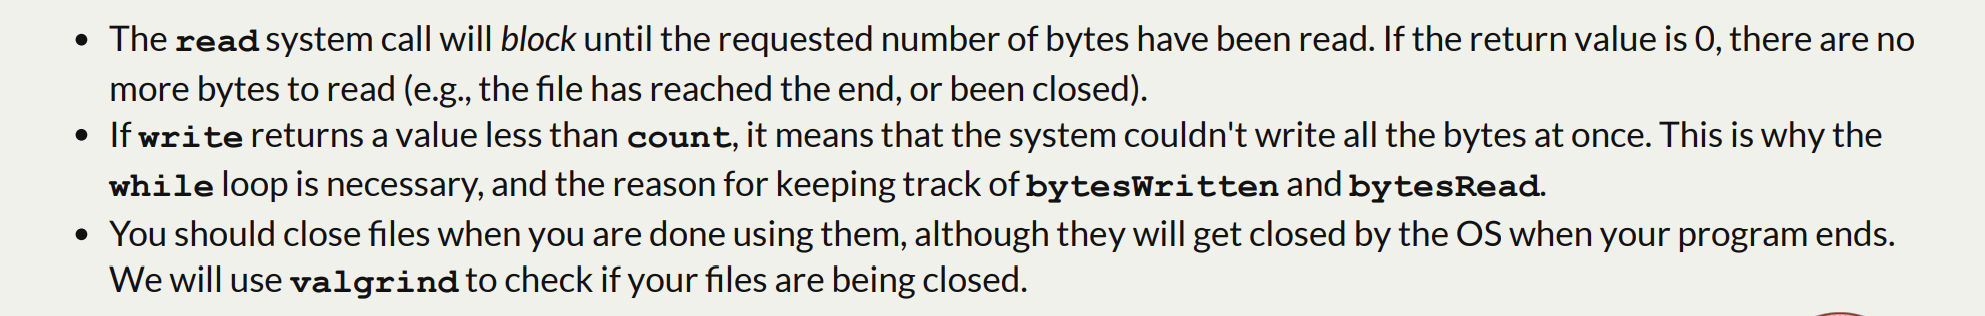 • The read system call will block until the requested number of bytes have been read. If the return value is 0, there are no
more bytes to read (e.g., the file has reached the end, or been closed).
• If write returns a value less than count, it means that the system couldn't write all the bytes at once. This is why the
while loop is necessary, and the reason for keeping track of bytesWritten and bytesRead.
• You should close files when you are done using them, although they will get closed by the OS when your program ends.
We will use valgrind to check if your files are being closed.